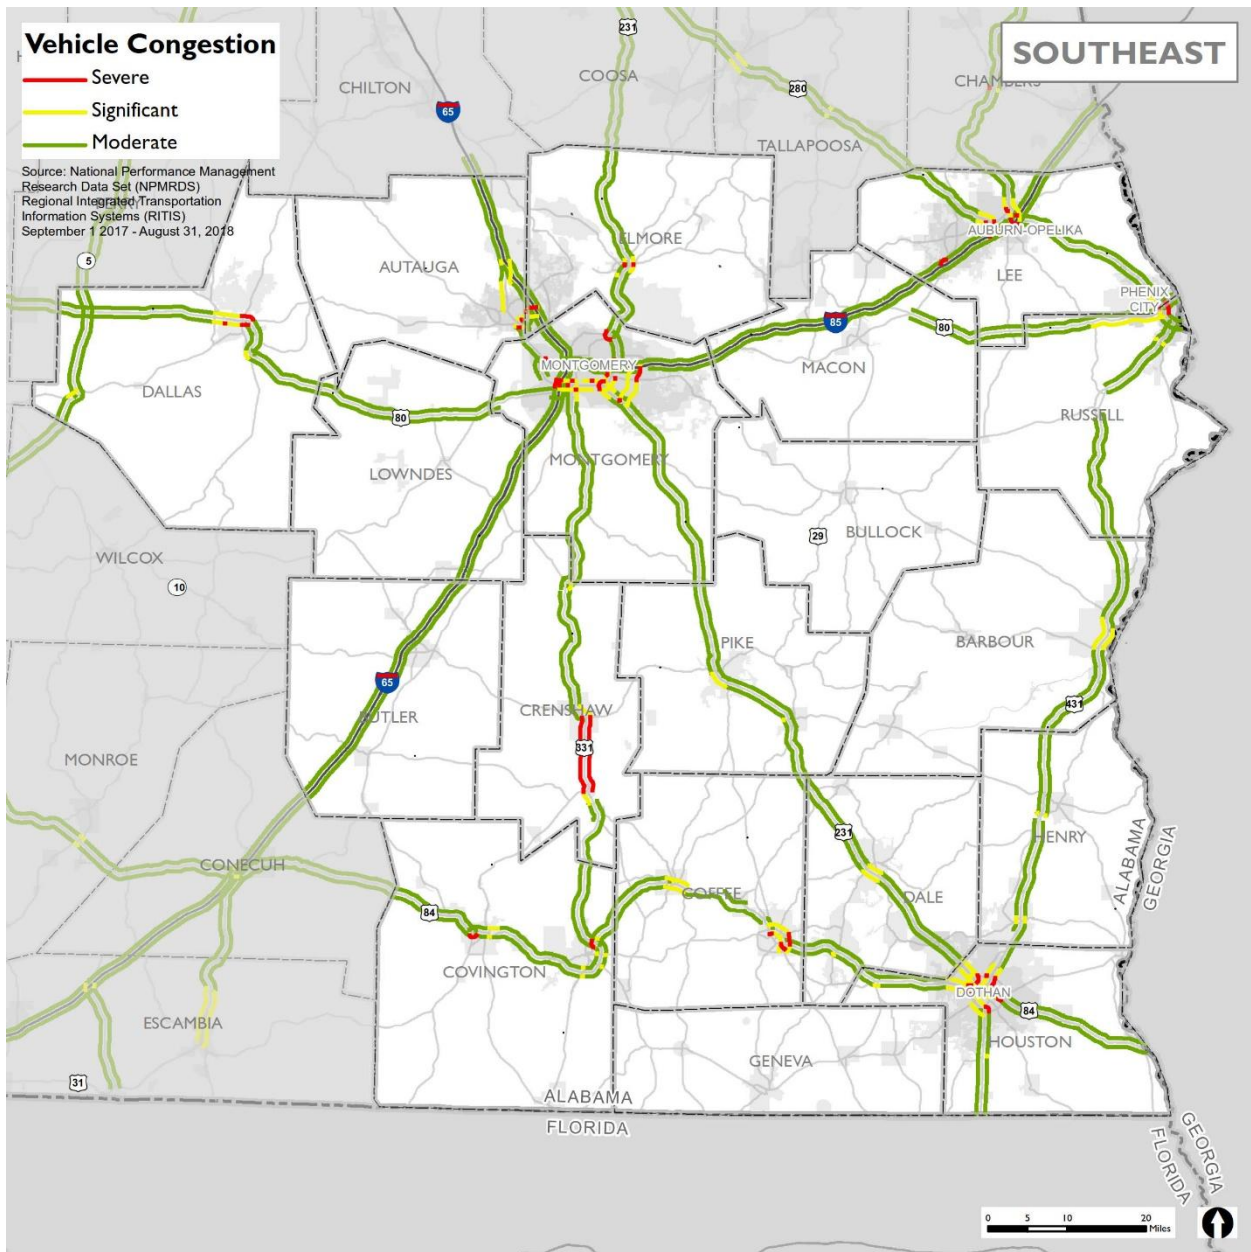 Vehicle Congestion
Severe
Significant
Moderate
Source: National Performance Management
Research Data Set (NPMRDS)
Regional Integrated Transportation
Information Systems (RITIS)
September 1 2017 - August 31, 2018
SOUTHEAST
231
COOSA
CHILTON
65
280
CHAMBERS
TALLAPOOSA
PERRY
5
AUTAUGA
ELMORE
AUBURN-OPELIKA
LEE
PHENIX
CITY
85
80
MACON
MONTGOMERY
DALLAS
80
RUSSELL
LOWNDES
MONTGOMERY
BULLOCK
29
WILCOX
10
PIKE
BARBOUR
65
BUTLER
CRENSHAW
431
331
MONROE
231
HENRY
ALABAMA
GEORGIA
CONECUH
84
COFFEE
DALE
COVINGTON
DOTHAN
84
HOUSTON
ESCAMBIA
GENEVA
31
ALABAMA
FLORIDA
GEORGIA
FLORIDA
0 5 10 20
Miles